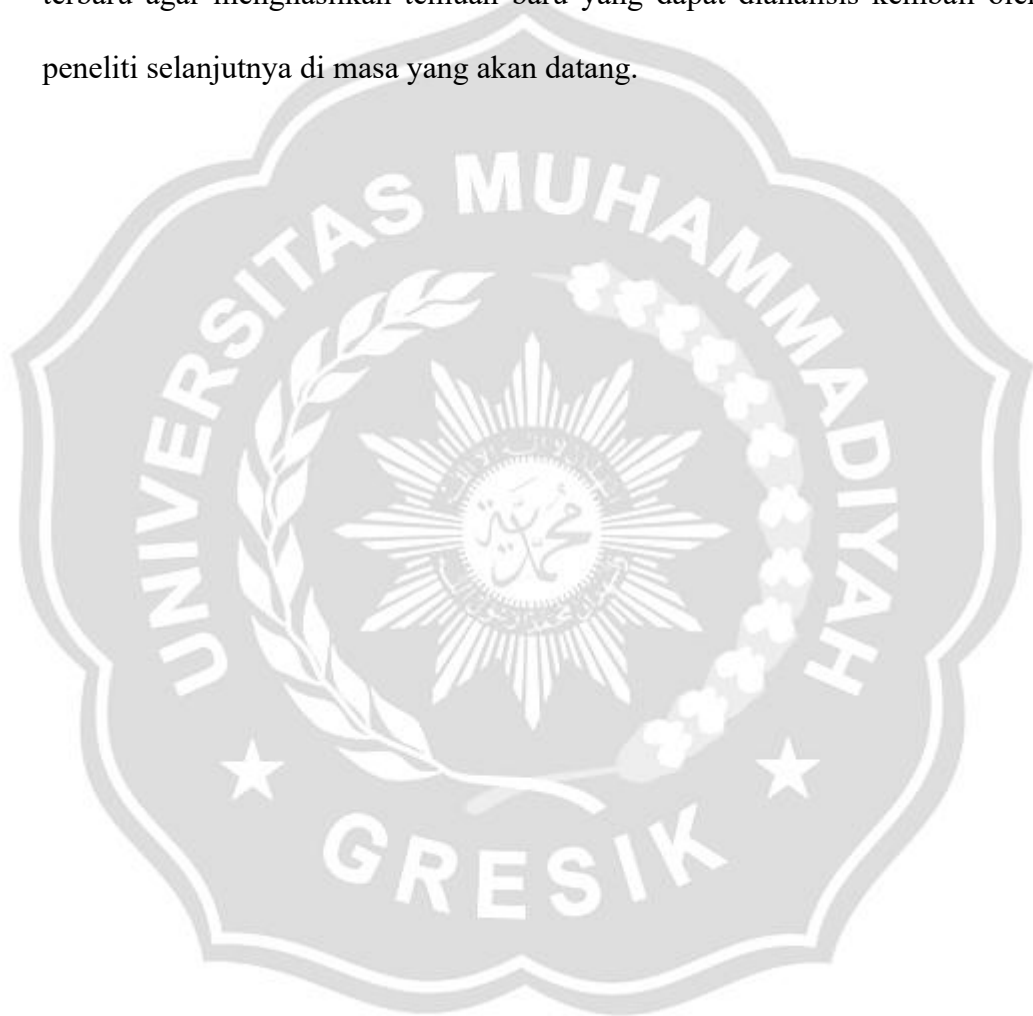 terbaru agar menghasilkan temuan baru yang dapat dianalisis kembali oleh
peneliti selanjutnya di masa yang akan datang.
UNIVERSITAS MUHAMMADIYAH
GRESIK
محمد